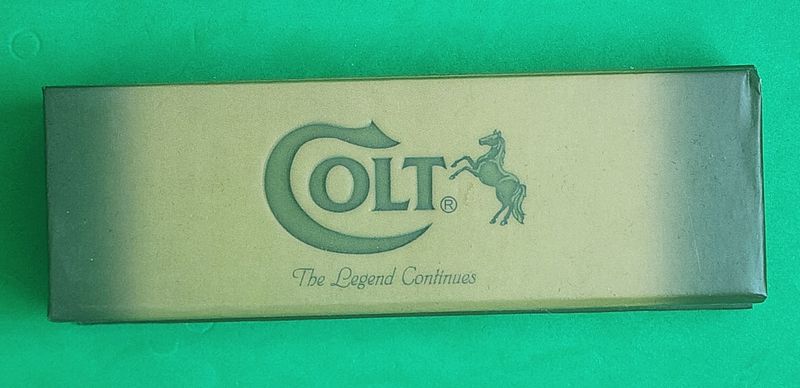 COLT®
The Legend Continues